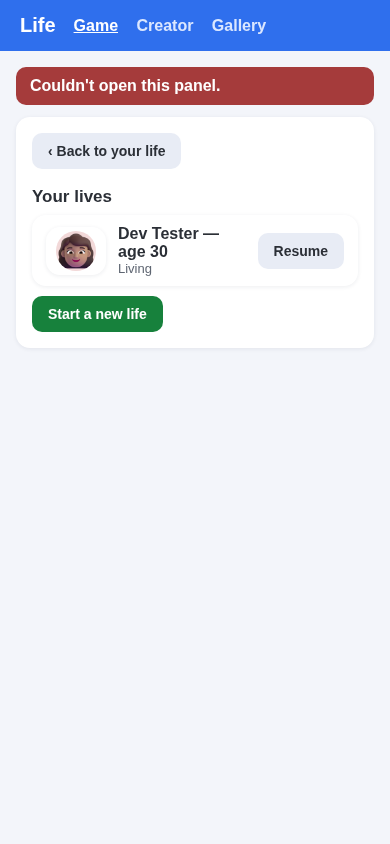 Life Game Creator Gallery
Couldn't open this panel.
‹ Back to your life
Your lives
Dev Tester —
age 30
Living
Resume
Start a new life